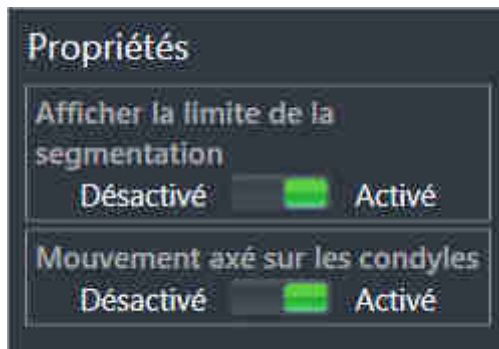 Propriétés
Afficher la limite de la
segmentation
Désactivé Activé
Mouvement axé sur les condyles
Désactivé Activé